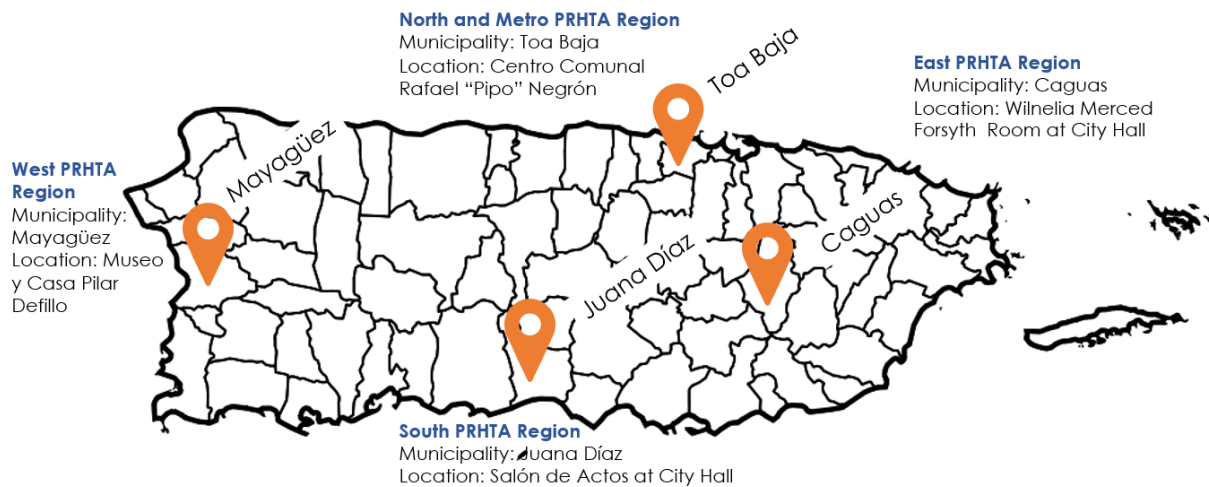 North and Metro PRHTA Region
Municipality: Toa Baja
Location: Centro Comunal
Rafael “Pipo” Negrón
Toa Baja
East PRHTA Region
Municipality: Caguas
Location: Wilnelia Merced
Forsyth Room at City Hall
West PRHTA
Region
Municipality:
Mayagüez
Location: Museo
y Casa Pilar
Defillo
Mayagüez
Juana Díaz
Caguas
South PRHTA Region
Municipality: Juana Díaz
Location: Salón de Actos at City Hall